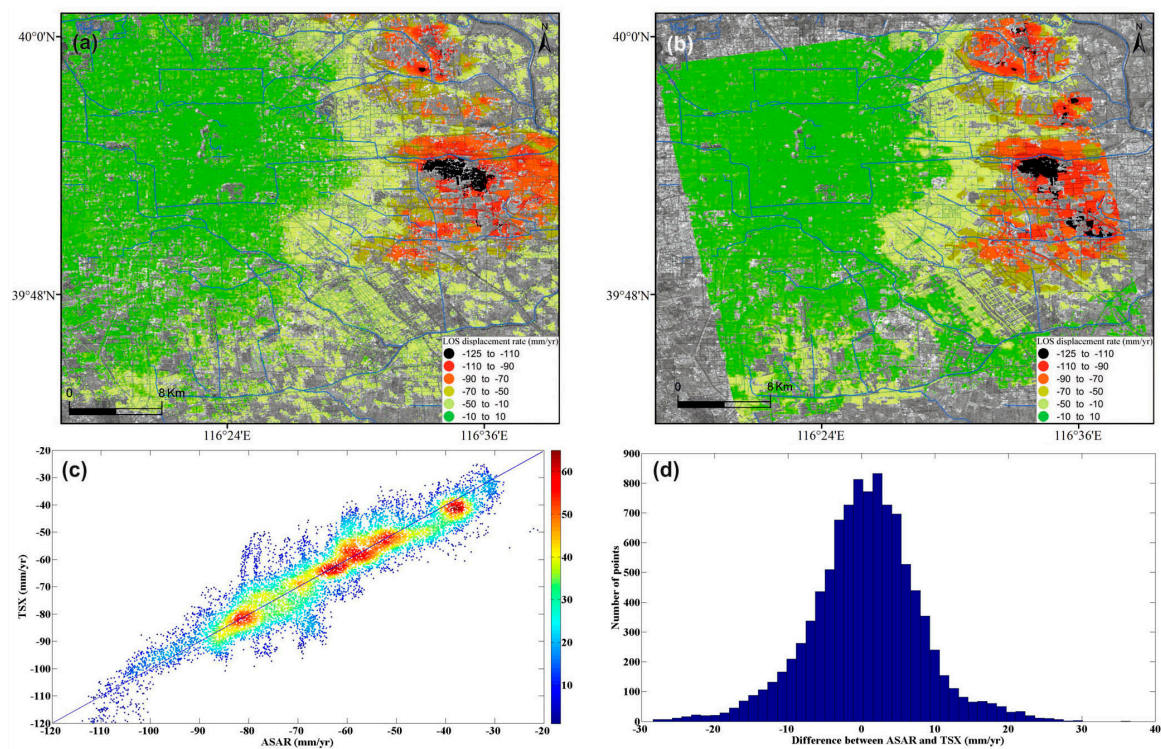 (a)
N
40°0'N
39°48'N
LOS displacement rate (mm/yr)
-125 to -110
-110 to -90
-90 to -70
-70 to -50
-50 to -10
-10 to 10
0 8 Km
116°24'E 116°36'E
(b)
N
40°0'N
39°48'N
LOS displacement rate (mm/yr)
-125 to -110
-110 to -90
-90 to -70
-70 to -50
-50 to -10
-10 to 10
0 8 Km
116°24'E 116°36'E
(c)
TSX (mm/yr)
-20
-30
-40
-50
-60
-70
-80
-90
-100
-110
-120
-120 -110 -100 -90 -80 -70 -60 -50 -40 -30 -20
ASAR (mm/yr)
60
50
40
30
20
10
(d)
Number of points
900
800
700
600
500
400
300
200
100
0
-30 -20 -10 0 10 20 30 40
Difference between ASAR and TSX (mm/yr)